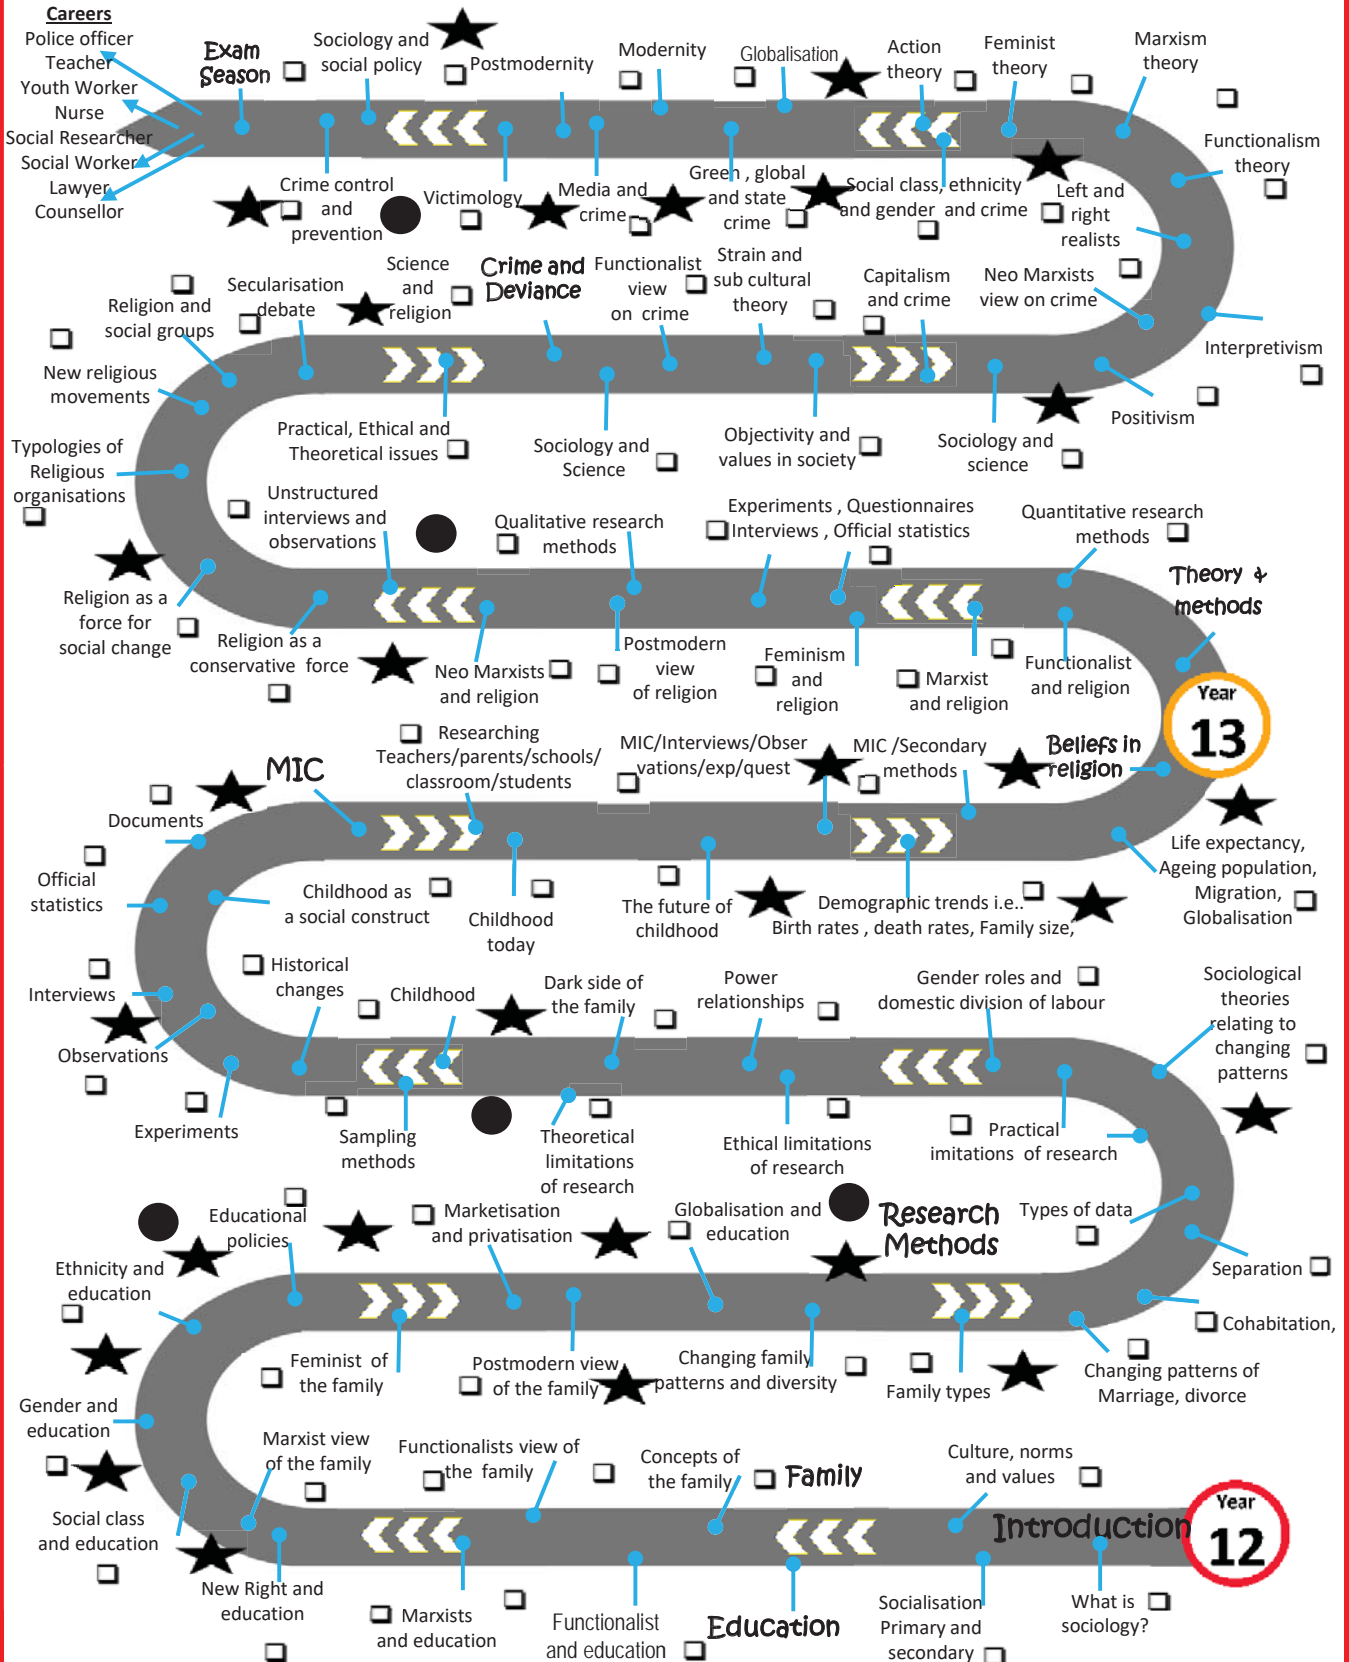 Careers
Police officer
Teacher
Youth Worker
Nurse
Social Researcher
Social Worker
Lawyer
Counsellor
Exam
Season
Sociology and
social policy
Postmodernity
Modernity
Globalisation
Action
theory
Feminist
theory
Marxism
theory
Functionalism
theory
Crime control
and
prevention
Victimology
Media and
crime
Green , global
and state
crime
Social class, ethnicity
and gender and crime
Left and
right
realists
Religion and
social groups
Secularisation
debate
Science
and
religion
Crime and
Deviance
Functionalist
view
on crime
Strain and
sub cultural
theory
Capitalism
and crime
Neo Marxists
view on crime
Interpretivism
New religious
movements
Positivism
Typologies of
Religious
organisations
Practical, Ethical and
Theoretical issues
Sociology and
Science
Objectivity and
values in society
Sociology and
science
Unstructured
interviews and
observations
Qualitative research
methods
Experiments , Questionnaires
Interviews , Official statistics
Quantitative research
methods
Theory &
methods
Religion as a
force for
social change
Religion as a
conservative force
Neo Marxists
and religion
Postmodern
view
of religion
Feminism
and
religion
Marxist
and religion
Functionalist
and religion
Year
13
MIC
Researching
Teachers/parents/schools/
classroom/students
MIC/Interviews/Obser
vations/exp/quest
MIC /Secondary
methods
Beliefs in
religion
Documents
Life expectancy,
Ageing population,
Migration,
Globalisation
Official
statistics
Childhood as
a social construct
Childhood
today
The future of
childhood
Demographic trends i.e..
Birth rates , death rates, Family size,
Interviews
Historical
changes
Childhood
Dark side of
the family
Power
relationships
Gender roles and
domestic division of labour
Sociological
theories
relating to
changing
patterns
Observations
Experiments
Sampling
methods
Theoretical
limitations
of research
Ethical limitations
of research
Practical
imitations of research
Educational
policies
Marketisation
and privatisation
Globalisation and
education
Research
Methods
Types of data
Ethnicity and
education
Separation
Cohabitation,
Feminist of
the family
Postmodern view
of the family
Changing family
patterns and diversity
Family types
Changing patterns of
Marriage, divorce
Gender and
education
Marxist view
of the family
Functionalists view of
the family
Concepts of
the family
Family
Culture, norms
and values
Social class
and education
Introduction
Year
12
New Right and
education
Marxists
and education
Functionalist
and education
Education
Socialisation
Primary and
secondary
What is
sociology?